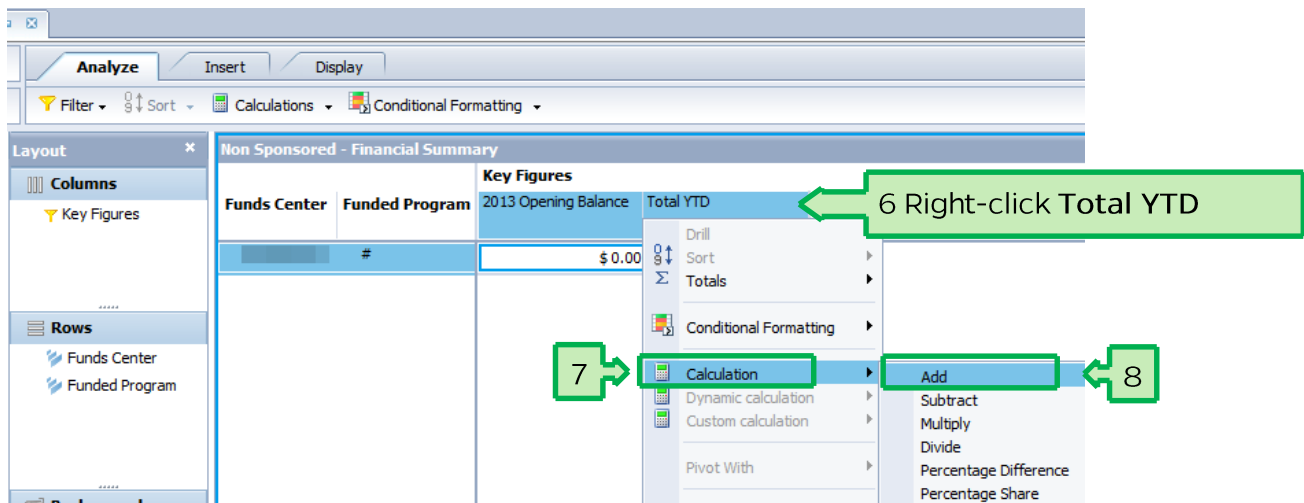 Analyze Insert Display
Filter Sort Calculations Conditional Formatting
Layout
Non Sponsored - Financial Summary
Columns
Key Figures
Key Figures
Funds Center Funded Program 2013 Opening Balance Total YTD
6 Right-click Total YTD
# $ 0.00
Drill
Sort
Totals
Conditional Formatting
Rows
Funds Center
Funded Program
7 Calculation Add 8
Dynamic calculation Subtract
Custom calculation Multiply
Divide
Pivot With Percentage Difference
Percentage Share